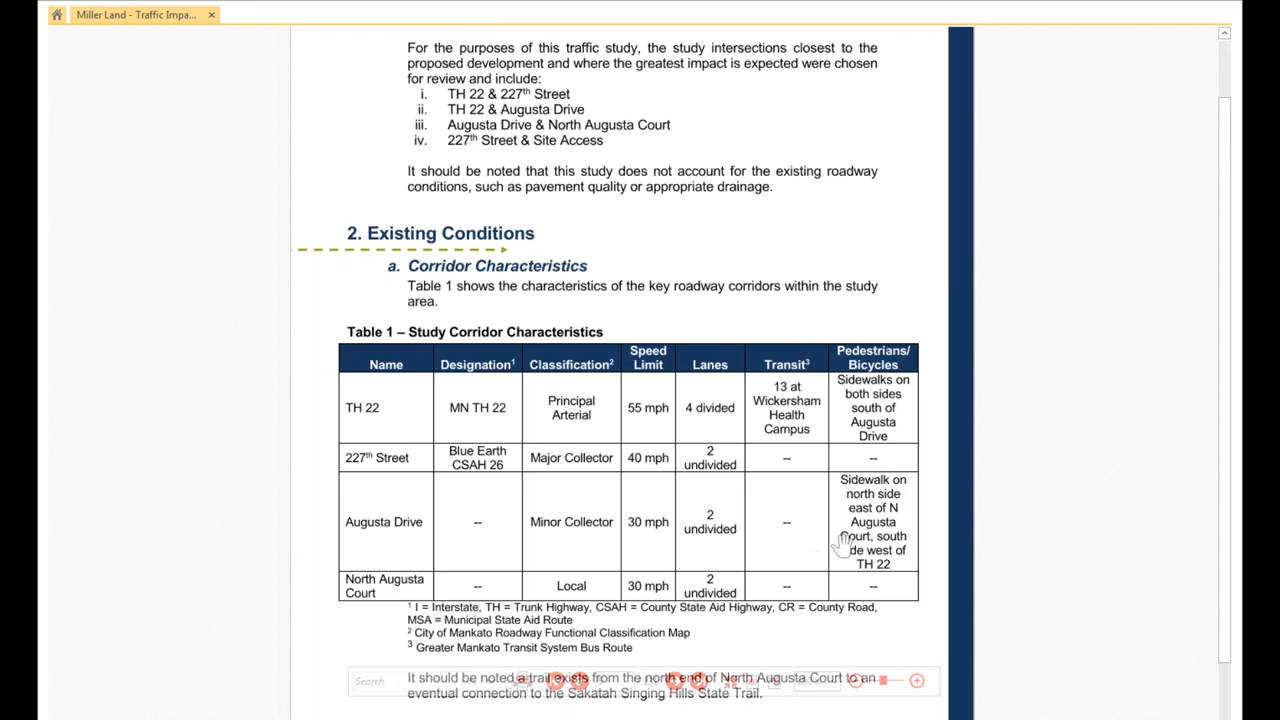 Miller Land - Traffic Impa...
For the purposes of this traffic study, the study intersections closest to the
proposed development and where the greatest impact is expected were chosen
for review and include:
i. TH 22 & 227th Street
ii. TH 22 & Augusta Drive
iii. Augusta Drive & North Augusta Court
iv. 227th Street & Site Access
It should be noted that this study does not account for the existing roadway
conditions, such as pavement quality or appropriate drainage.
2. Existing Conditions
a. Corridor Characteristics
Table 1 shows the characteristics of the key roadway corridors within the study
area.
Table 1 – Study Corridor Characteristics
Name Designation¹ Classification² Speed Limit Lanes Transit³ Pedestrians/ Bicycles
TH 22 MN TH 22 Principal Arterial 55 mph 4 divided 13 at Wickersham Health Campus Sidewalks on both sides south of Augusta Drive
227th Street Blue Earth CSAH 26 Major Collector 40 mph 2 undivided -- --
Augusta Drive -- Minor Collector 30 mph 2 undivided -- Sidewalk on north side east of N Augusta Court, south side west of TH 22
North Augusta Court -- Local 30 mph 2 undivided -- --
¹ I = Interstate, TH = Trunk Highway, CSAH = County State Aid Highway, CR = County Road,
MSA = Municipal State Aid Route
² City of Mankato Roadway Functional Classification Map
³ Greater Mankato Transit System Bus Route
Search
It should be noted a trail exists from the north end of North Augusta Court to an
eventual connection to the Sakatah Singing Hills State Trail.